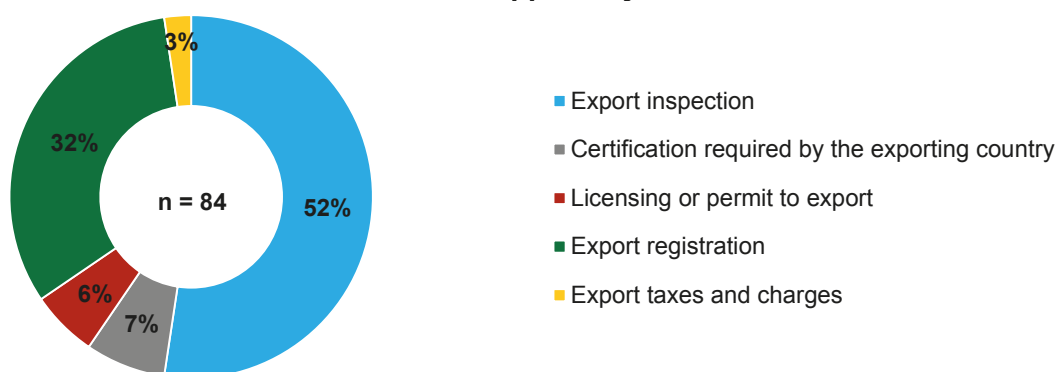 3%
32%
n = 84
52%
6%
7%
Export inspection
Certification required by the exporting country
Licensing or permit to export
Export registration
Export taxes and charges